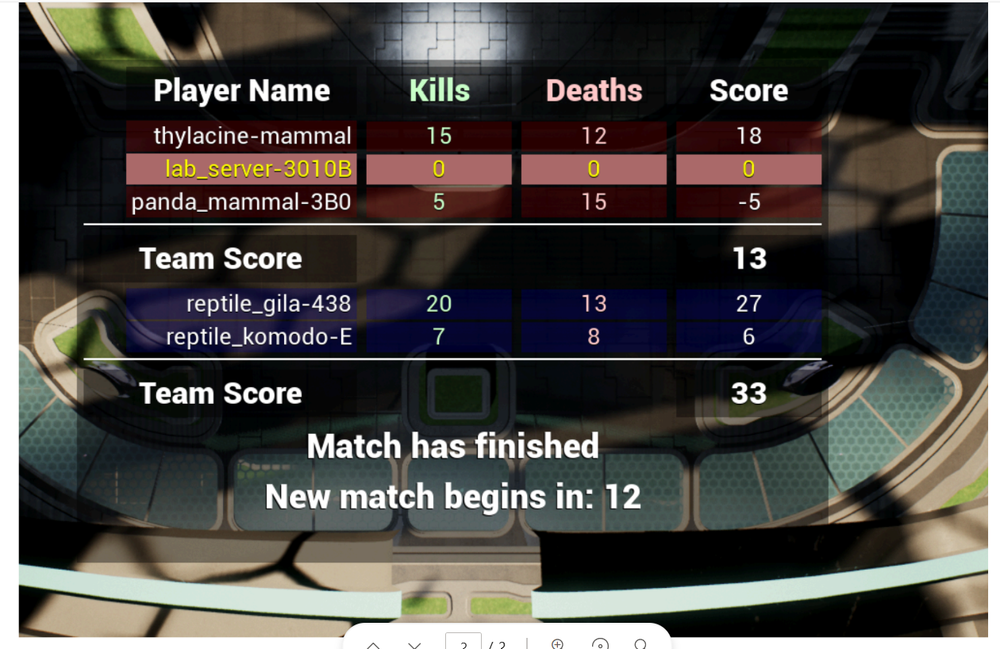 Player Name Kills Deaths Score
thylacine-mammal 15 12 18
lab_server-3010B 0 0 0
panda_mammal-3B0 5 15 -5
Team Score 13
reptile_gila-438 20 13 27
reptile_komodo-E 7 8 6
Team Score 33
Match has finished
New match begins in: 12
2 / 2